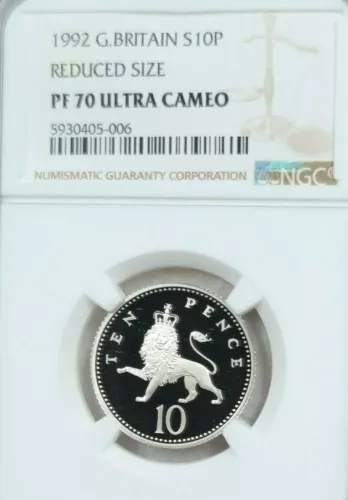 1992 G.BRITAIN S10P
REDUCED SIZE
PF 70 ULTRA CAMEO
5930405-006
NUMISMATIC GUARANTY CORPORATION
NGC
TEN PENCE
10